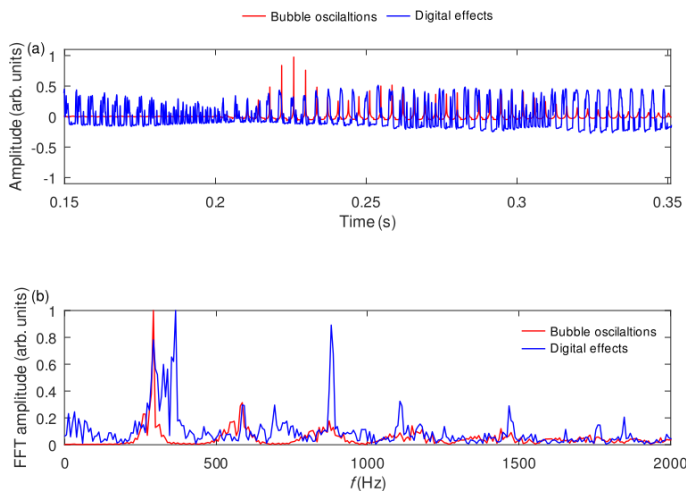 Bubble oscilaltions Digital effects
(a)
1
0.5
0
-0.5
-1
Amplitude (arb. units)
0.15 0.2 0.25 0.3 0.35
Time (s)
(b)
1
0.8
0.6
0.4
0.2
0
FFT amplitude (arb. units)
Bubble oscilaltions
Digital effects
0 500 1000 1500 2000
f (Hz)